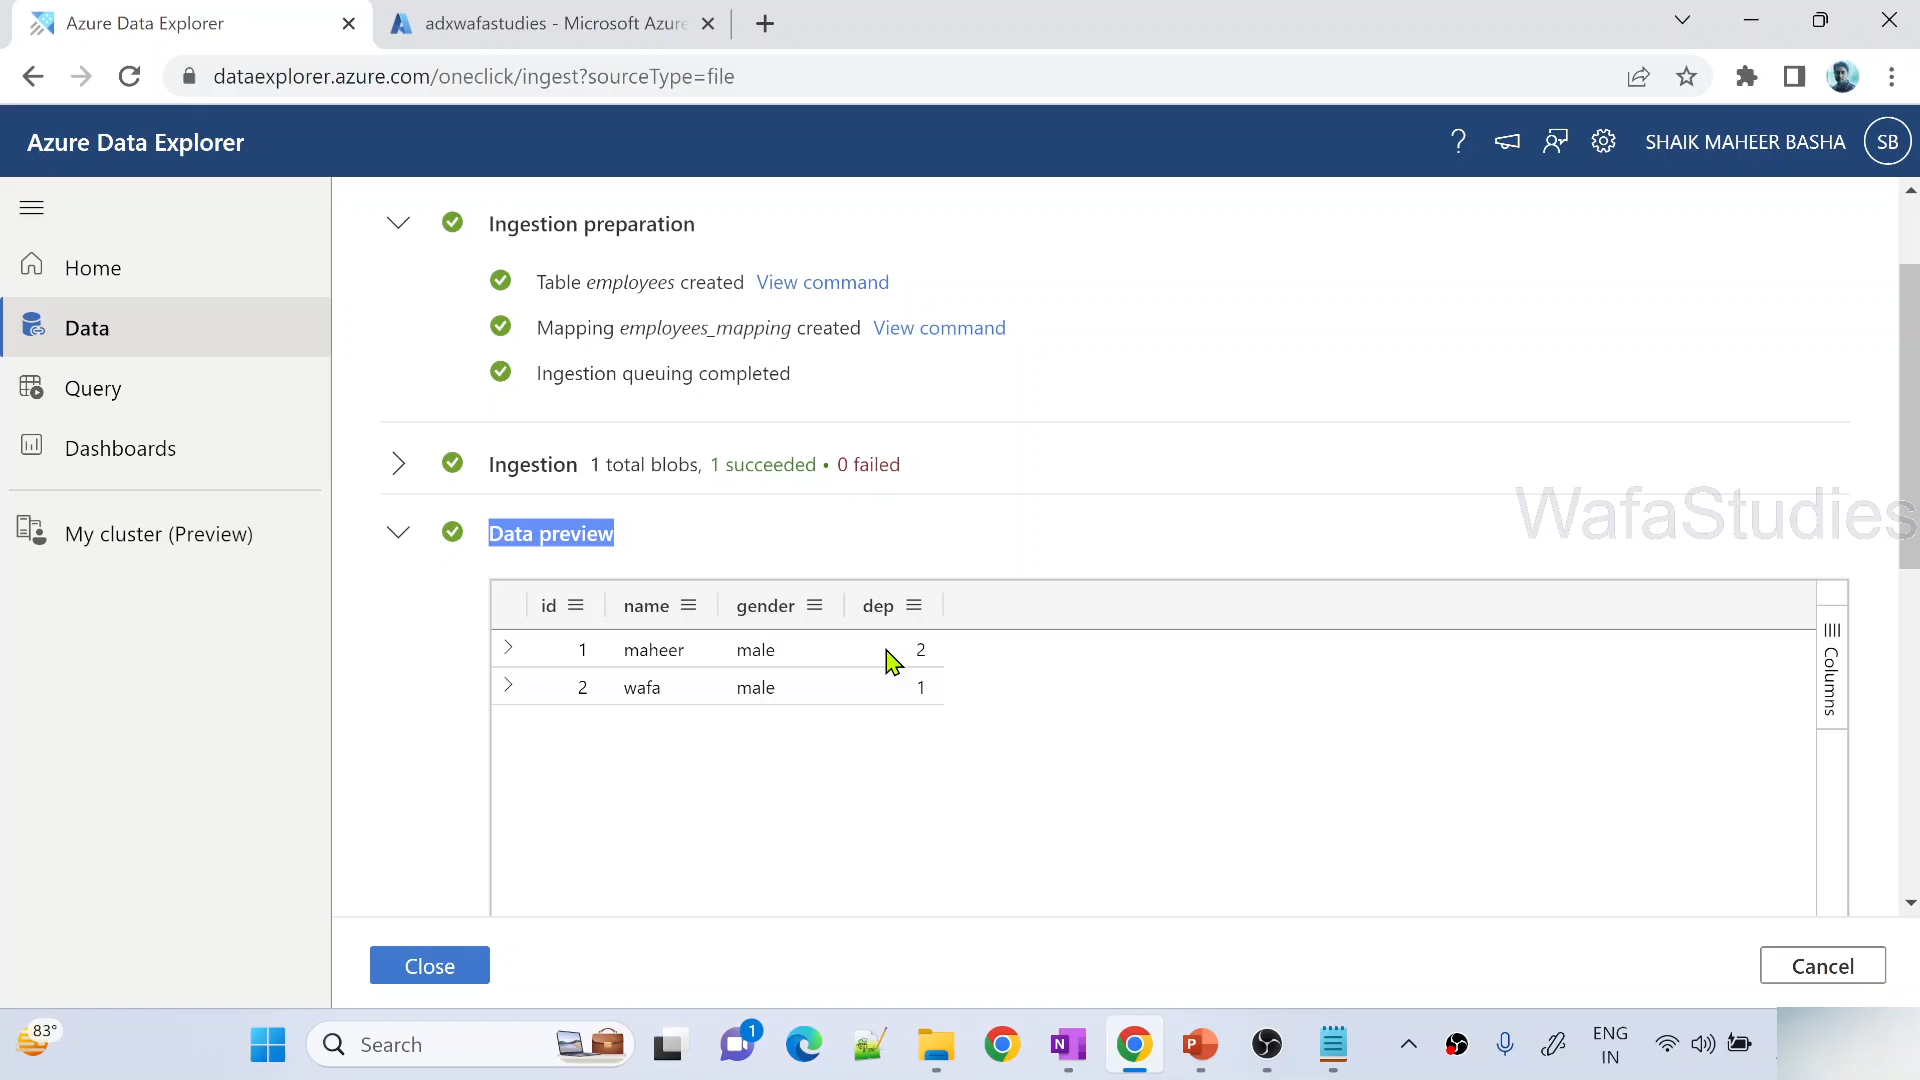 Azure Data Explorer
adxwafastudies - Microsoft Azure
dataexplorer.azure.com/oneclick/ingest?sourceType=file
Azure Data Explorer
SHAIK MAHEER BASHA
SB
Home
Data
Query
Dashboards
My cluster (Preview)
Ingestion preparation
Table employees created View command
Mapping employees_mapping created View command
Ingestion queuing completed
Ingestion 1 total blobs, 1 succeeded • 0 failed
WafaStudies
Data preview
id name gender dep
1 maheer male 2
2 wafa male 1
Columns
Close
Cancel
83°
Search
1
ENG
IN